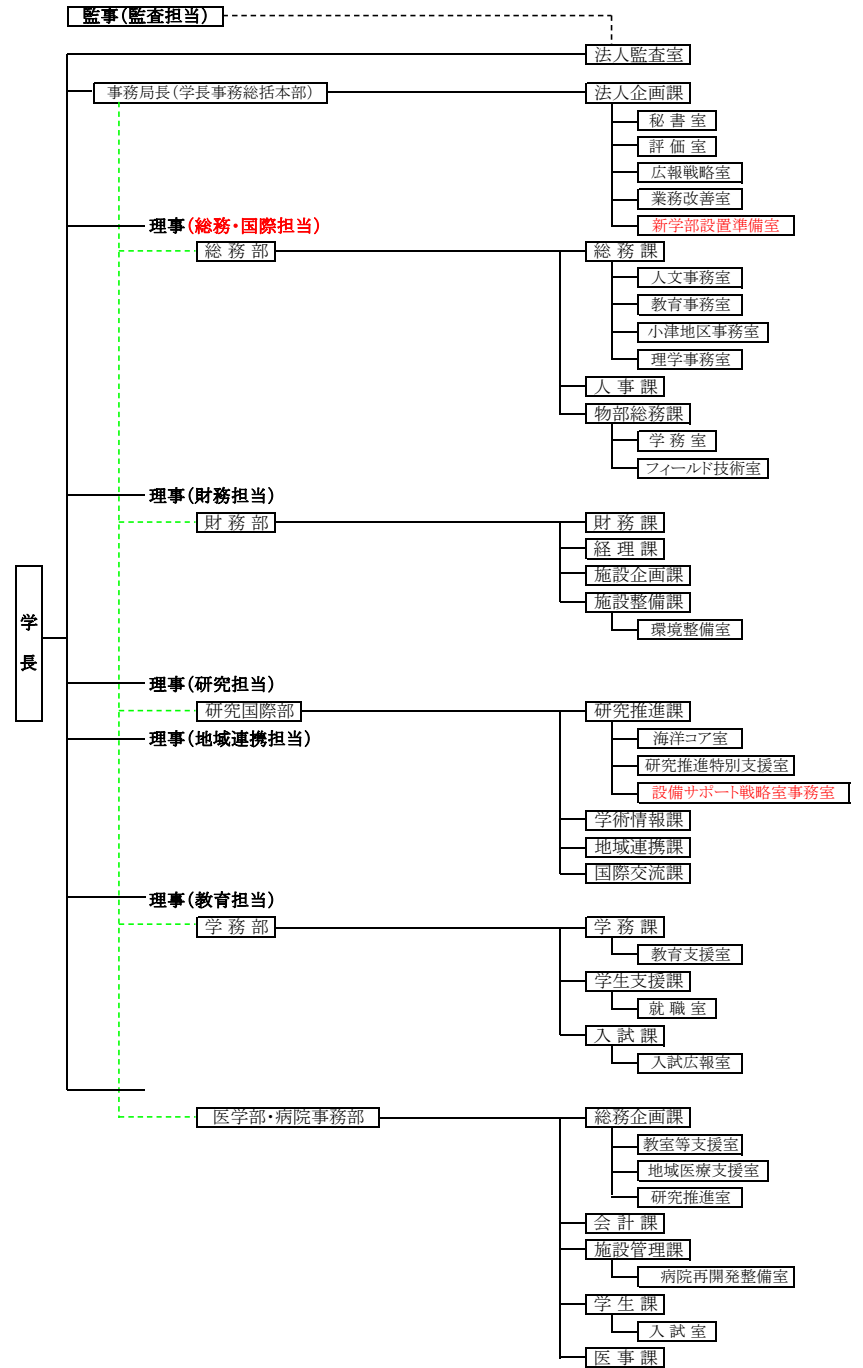 監事(監査担当)
法人監査室
事務局長(学長事務総括本部)
法人企画課
秘書室
評価室
広報戦略室
業務改善室
新学部設置準備室
理事(総務・国際担当)
総務部
総務課
人文事務室
教育事務室
小津地区事務室
理学事務室
人事課
物部総務課
学務室
フィールド技術室
理事(財務担当)
財務部
財務課
経理課
施設企画課
施設整備課
環境整備室
学長
理事(研究担当)
研究国際部
研究推進課
理事(地域連携担当)
海洋コア室
研究推進特別支援室
設備サポート戦略室事務室
学術情報課
地域連携課
国際交流課
理事(教育担当)
学務部
学務課
教育支援室
学生支援課
就職室
入試課
入試広報室
医学部・病院事務部
総務企画課
教室等支援室
地域医療支援室
研究推進室
会計課
施設管理課
病院再開発整備室
学生課
入試室
医事課